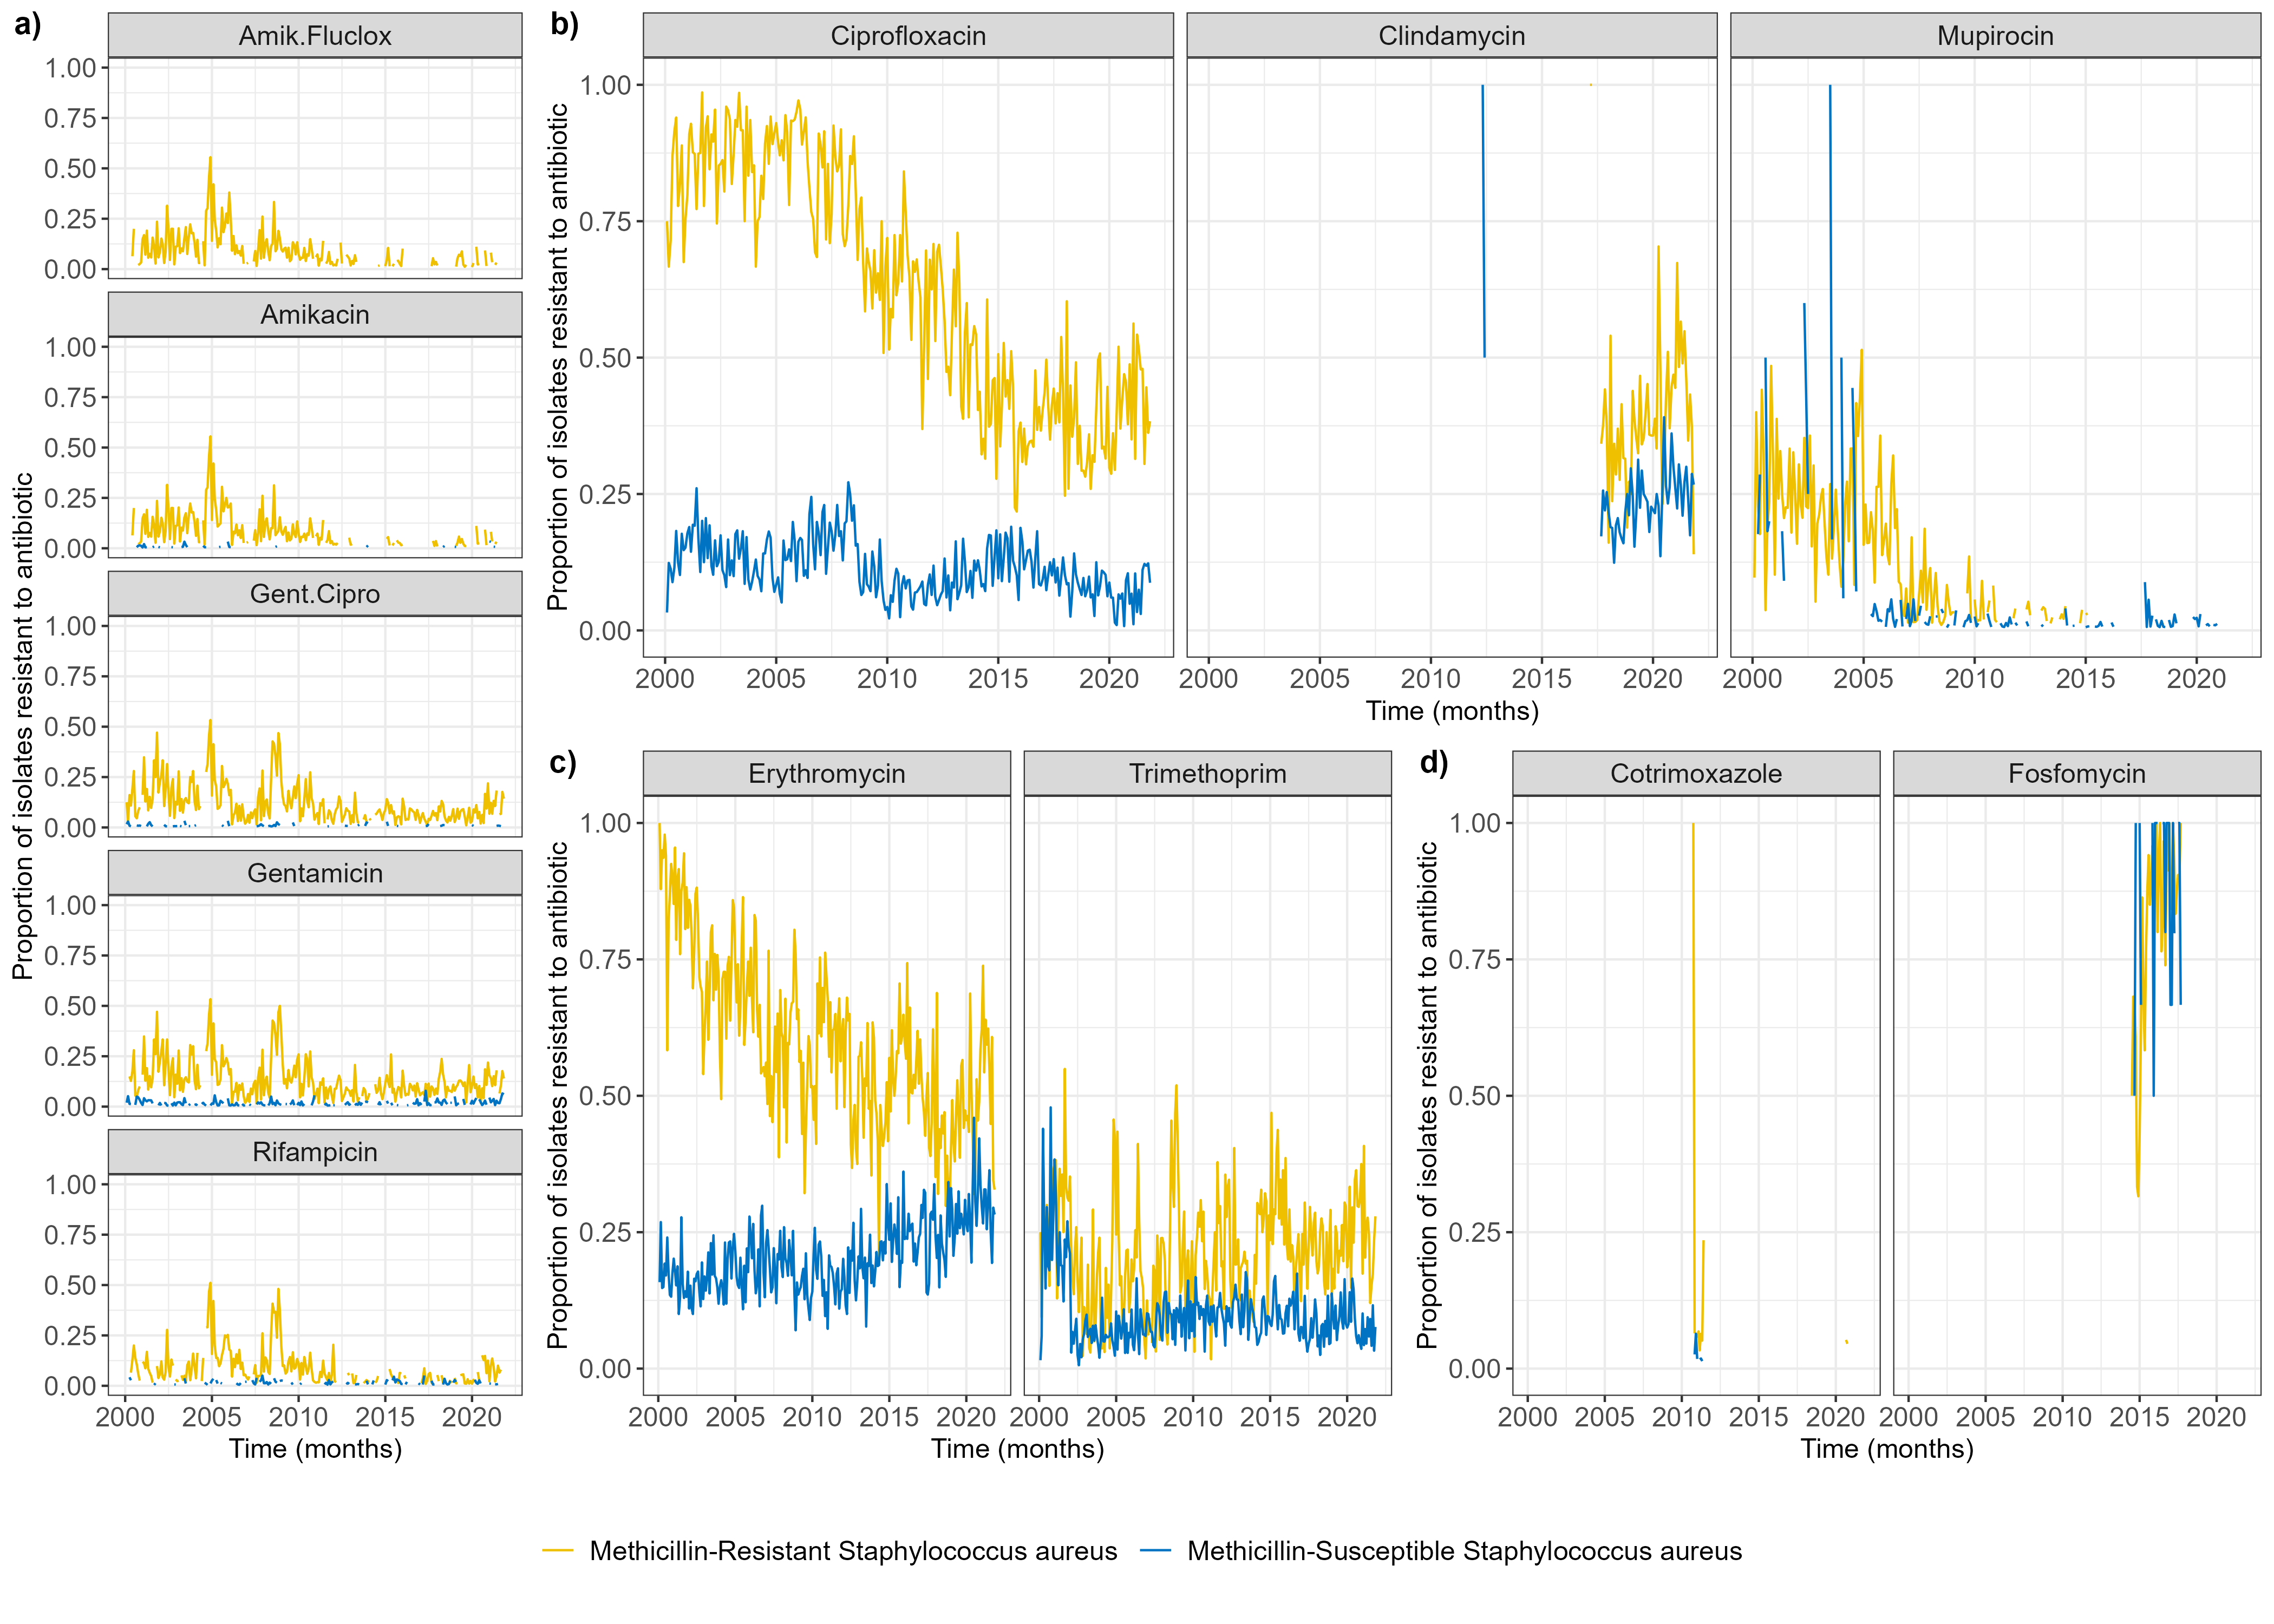 a)
Amik.Fluclox
1.00
0.75
0.50
0.25
0.00
Amikacin
1.00
0.75
0.50
0.25
0.00
Gent.Cipro
1.00
0.75
0.50
0.25
0.00
Gentamicin
1.00
0.75
0.50
0.25
0.00
Rifampicin
1.00
0.75
0.50
0.25
0.00
2000 2005 2010 2015 2020
Time (months)
Proportion of isolates resistant to antibiotic
b)
Ciprofloxacin Clindamycin Mupirocin
1.00
0.75
0.50
0.25
0.00
2000 2005 2010 2015 2020 2000 2005 2010 2015 2020 2000 2005 2010 2015 2020
Time (months)
Proportion of isolates resistant to antibiotic
c)
Erythromycin Trimethoprim
1.00
0.75
0.50
0.25
0.00
2000 2005 2010 2015 2020 2000 2005 2010 2015 2020
Time (months)
Proportion of isolates resistant to antibiotic
d)
Cotrimoxazole Fosfomycin
1.00
0.75
0.50
0.25
0.00
2000 2005 2010 2015 2020 2000 2005 2010 2015 2020
Time (months)
Proportion of isolates resistant to antibiotic
Methicillin-Resistant Staphylococcus aureus Methicillin-Susceptible Staphylococcus aureus